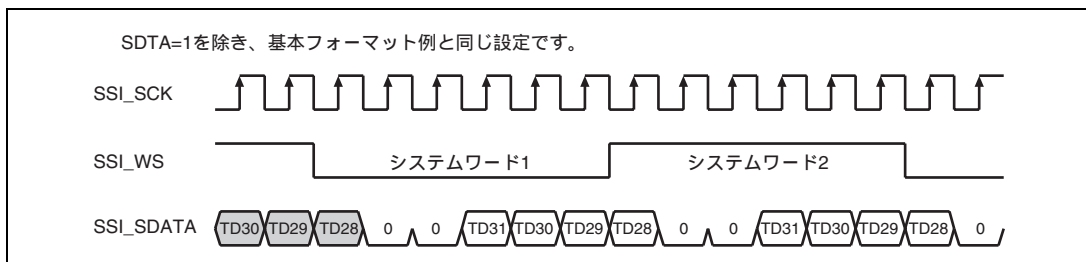 SDTA=1を除き、基本フォーマット例と同じ設定です。
SSI_SCK
SSI_WS システムワード1 システムワード2
SSI_SDATA TD30 TD29 TD28 0 0 TD31 TD30 TD29 TD28 0 0 TD31 TD30 TD29 TD28 0